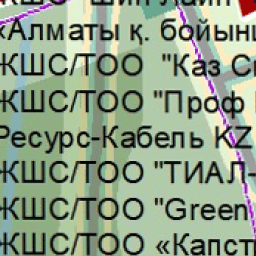 «Алматы қ. бойынш
ЖШС/ТОО "Каз С
ЖШС/ТОО "Проф
Ресурс-Кабель KZ
ЖШС/ТОО "ТИАЛ-
ЖШС/ТОО "Green
ЖШС/ТОО «Капст